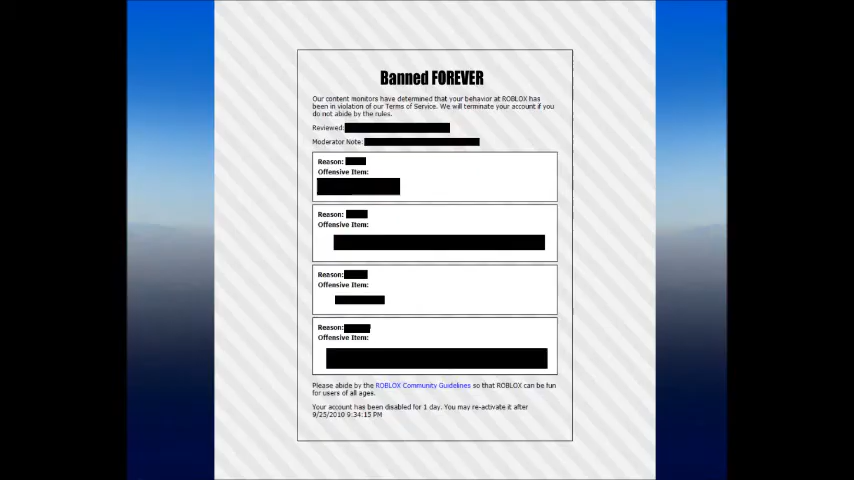 Banned FOREVER
Our content monitors have determined that your behavior at ROBLOX has
been in violation of our Terms of Service. We will terminate your account if you
do not abide by the rules.
Reviewed:
Moderator Note:
Reason:
Offensive Item:
Reason:
Offensive Item:
Reason:
Offensive Item:
Reason:
Offensive Item:
Please abide by the ROBLOX Community Guidelines so that ROBLOX can be fun
for users of all ages.
Your account has been disabled for 1 day. You may re-activate it after
9/25/2010 9:34:15 PM